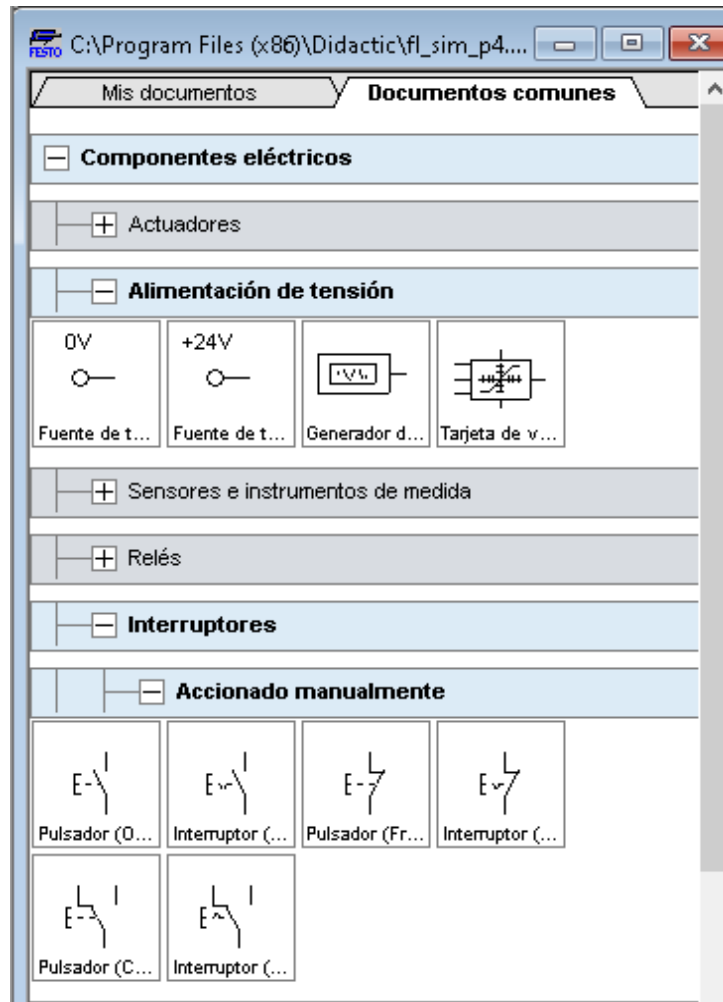 FESTO C:\Program Files (x86)\Didactic\fl_sim_p4....
Mis documentos Documentos comunes
Componentes eléctricos
Actuadores
Alimentación de tensión
0V +24V
Fuente de t... Fuente de t... Generador d... Tarjeta de v...
Sensores e instrumentos de medida
Relés
Interruptores
Accionado manualmente
Pulsador (O... Interruptor (... Pulsador (Fr... Interruptor (...
Pulsador (C... Interruptor (...